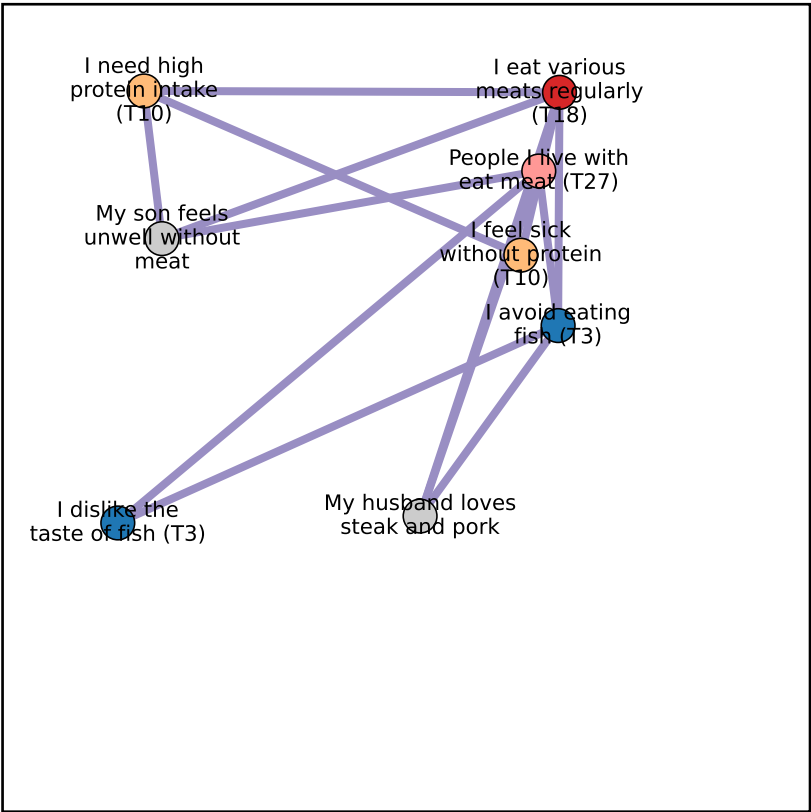 I need high
protein intake
(T10)
I eat various
meats regularly
(T18)
People I live with
eat meat (T27)
My son feels
unwell without
meat
I feel sick
without protein
(T10)
I avoid eating
fish (T3)
I dislike the
taste of fish (T3)
My husband loves
steak and pork